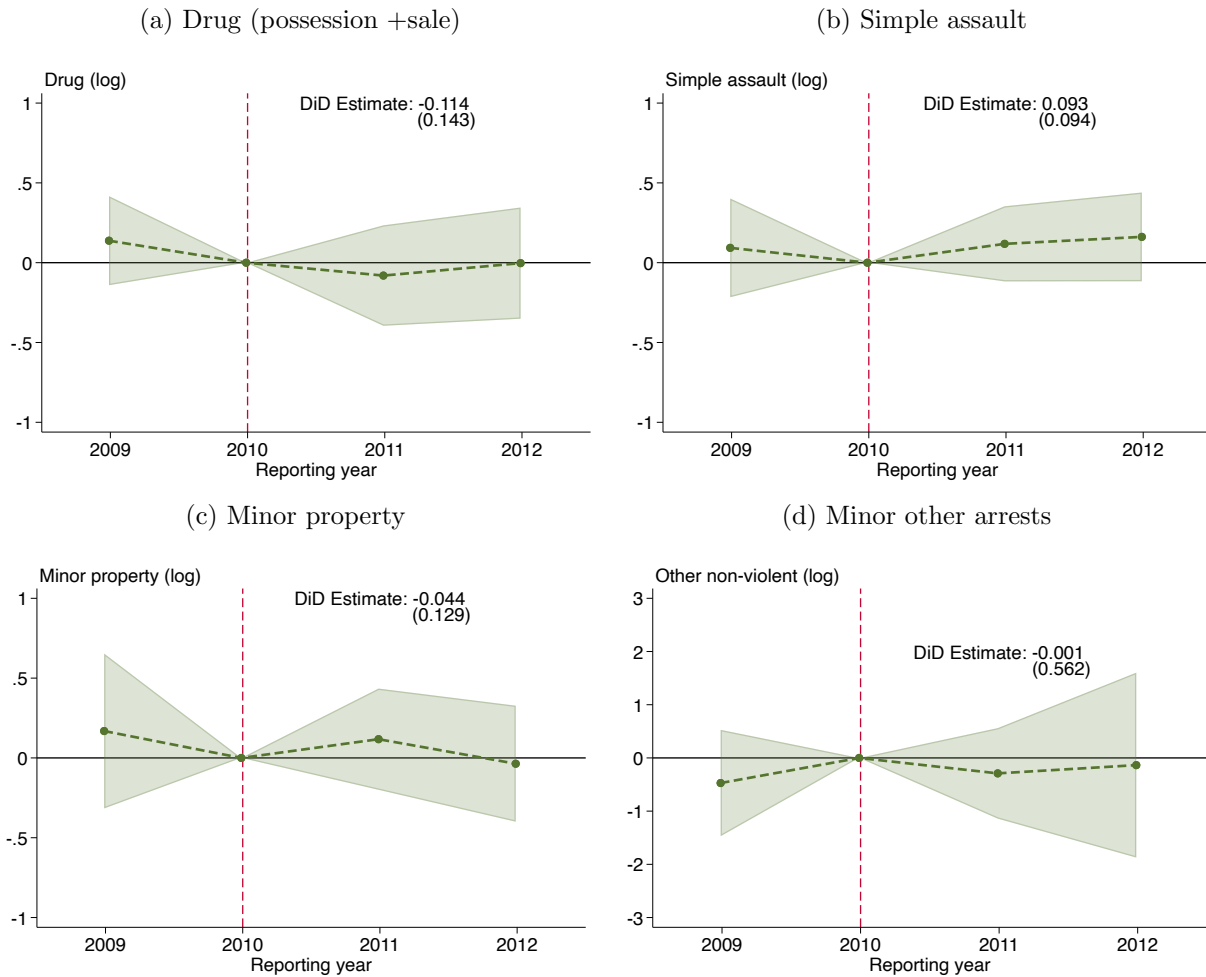 (a) Drug (possession +sale)
Drug (log)
DiD Estimate: -0.114
(0.143)
1
.5
0
-.5
-1
2009 2010 2011 2012
Reporting year
(b) Simple assault
Simple assault (log)
DiD Estimate: 0.093
(0.094)
1
.5
0
-.5
-1
2009 2010 2011 2012
Reporting year
(c) Minor property
Minor property (log)
DiD Estimate: -0.044
(0.129)
1
.5
0
-.5
-1
2009 2010 2011 2012
Reporting year
(d) Minor other arrests
Other non-violent (log)
DiD Estimate: -0.001
(0.562)
3
2
1
0
-1
-2
-3
2009 2010 2011 2012
Reporting year